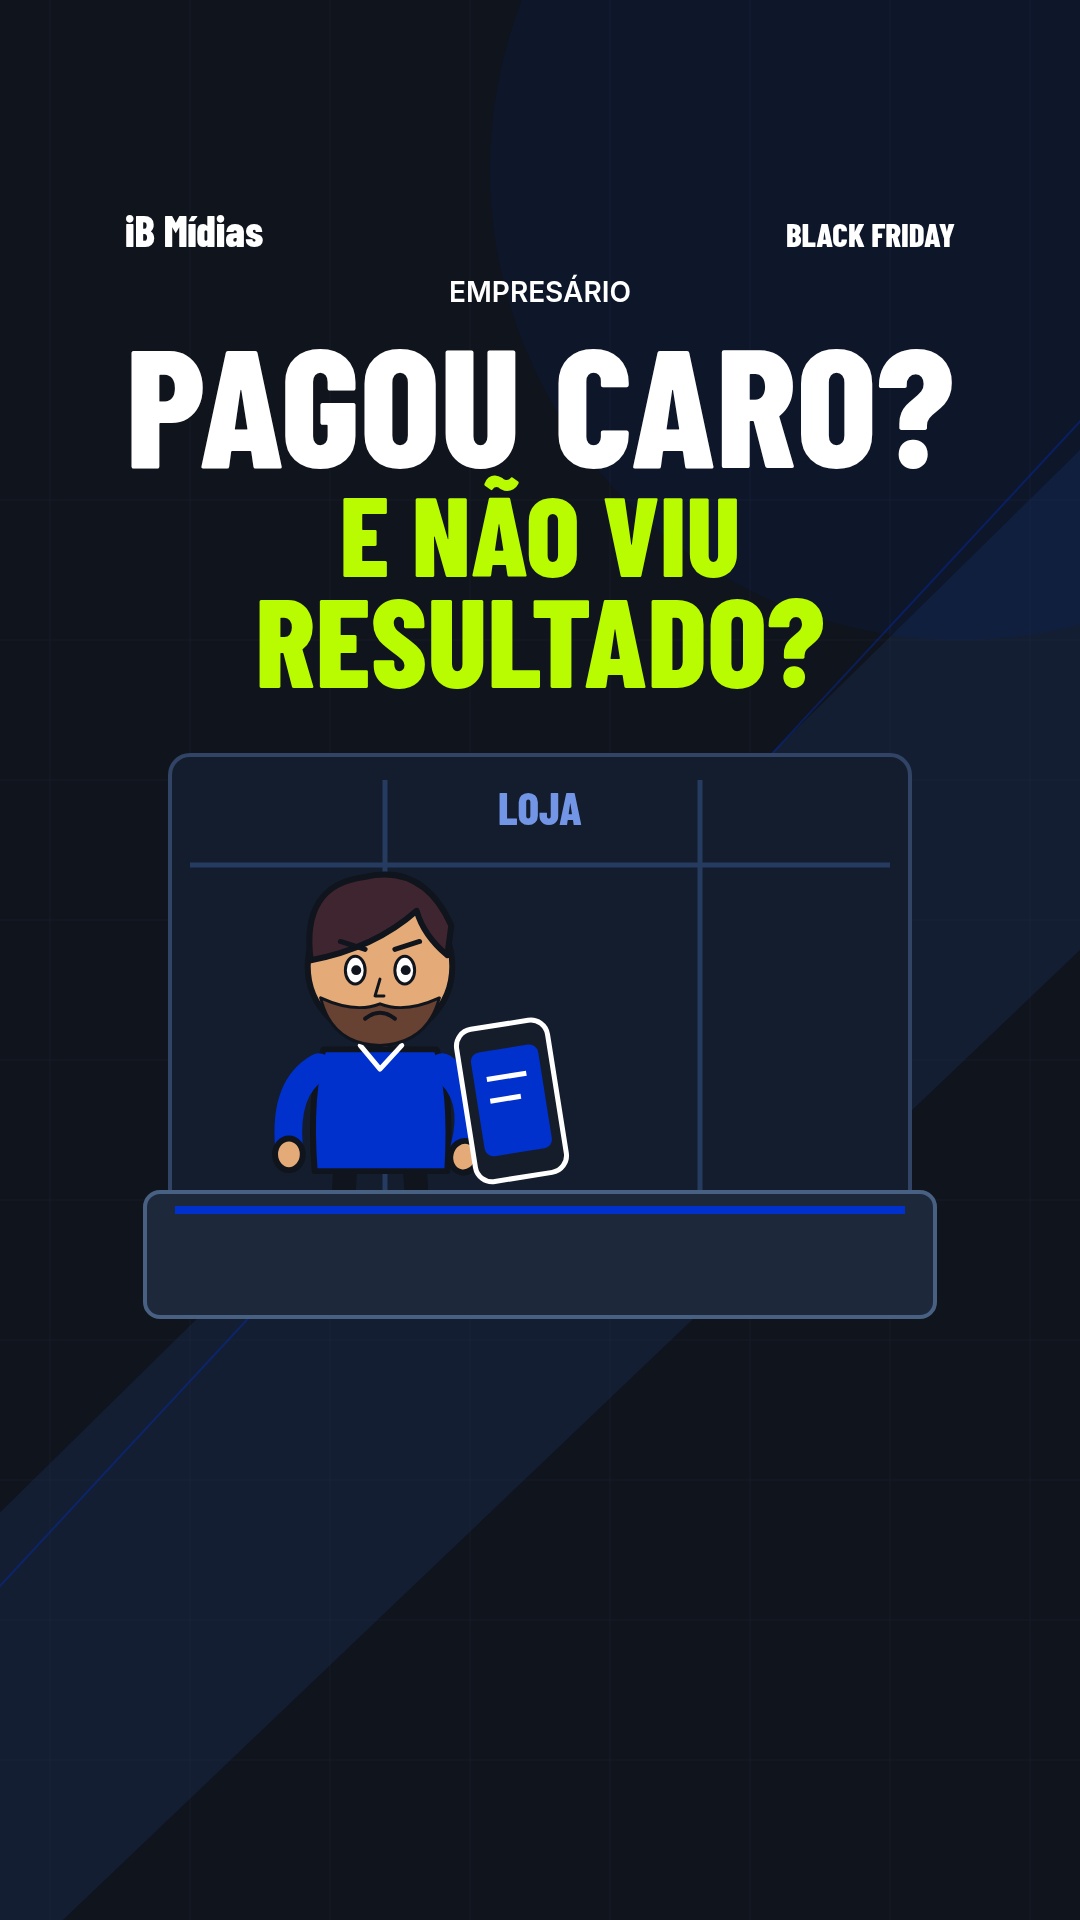 iB Mídias
BLACK FRIDAY
EMPRESÁRIO
PAGOU CARO?
E NÃO VIU
RESULTADO?
LOJA